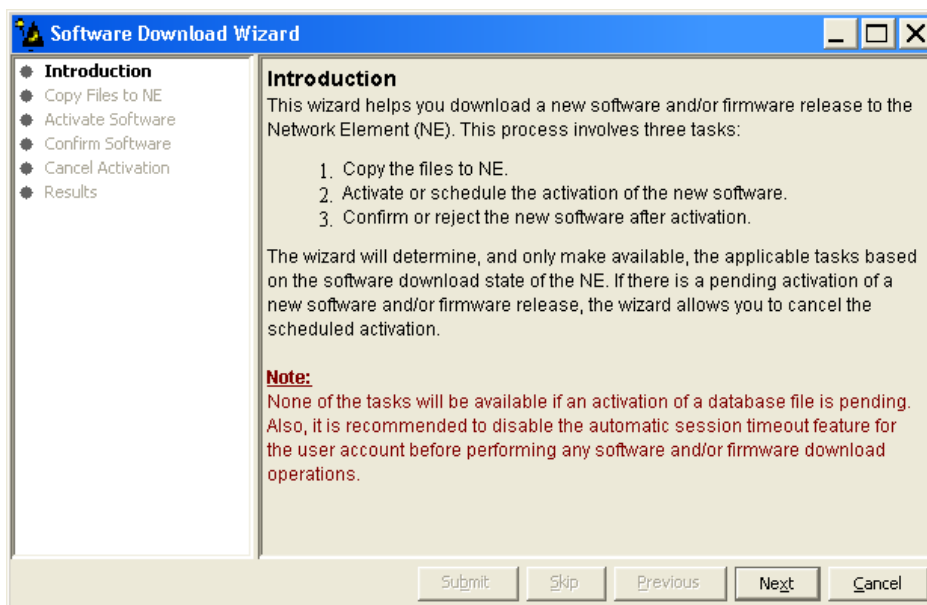 Software Download Wizard
Introduction
Copy Files to NE
Activate Software
Confirm Software
Cancel Activation
Results
Introduction
This wizard helps you download a new software and/or firmware release to the
Network Element (NE). This process involves three tasks:
1. Copy the files to NE.
2. Activate or schedule the activation of the new software.
3. Confirm or reject the new software after activation.
The wizard will determine, and only make available, the applicable tasks based
on the software download state of the NE. If there is a pending activation of a
new software and/or firmware release, the wizard allows you to cancel the
scheduled activation.
Note:
None of the tasks will be available if an activation of a database file is pending.
Also, it is recommended to disable the automatic session timeout feature for
the user account before performing any software and/or firmware download
operations.
Submit
Skip
Previous
Next
Cancel